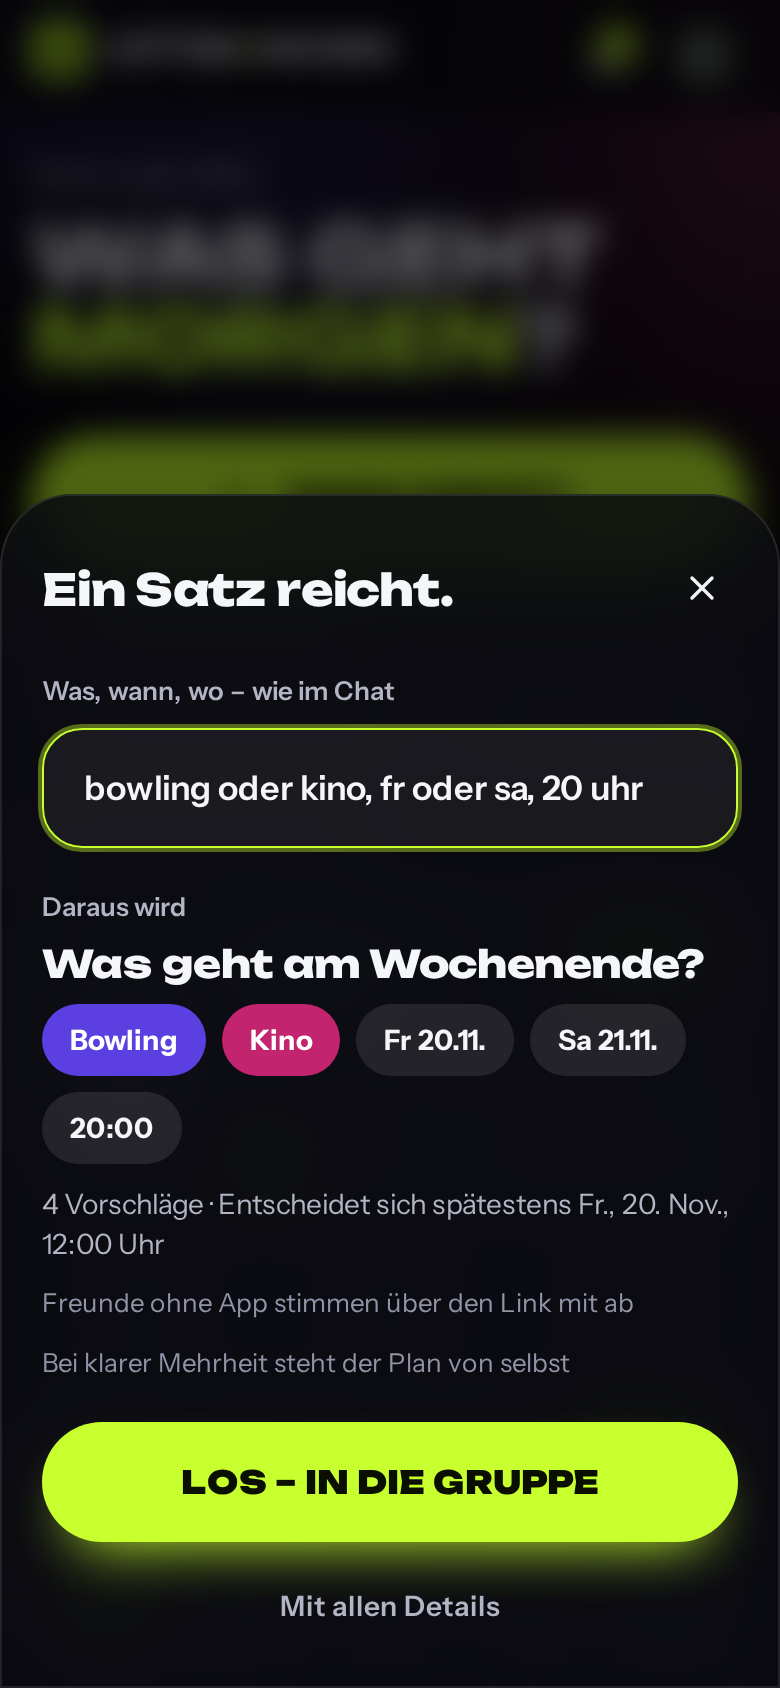 WAS GEHT
MORGEN?
Ein Satz reicht.
Was, wann, wo – wie im Chat
bowling oder kino, fr oder sa, 20 uhr
Daraus wird
Was geht am Wochenende?
Bowling Kino Fr 20.11. Sa 21.11.
20:00
4 Vorschläge · Entscheidet sich spätestens Fr., 20. Nov.,
12:00 Uhr
Freunde ohne App stimmen über den Link mit ab
Bei klarer Mehrheit steht der Plan von selbst
LOS – IN DIE GRUPPE
Mit allen Details